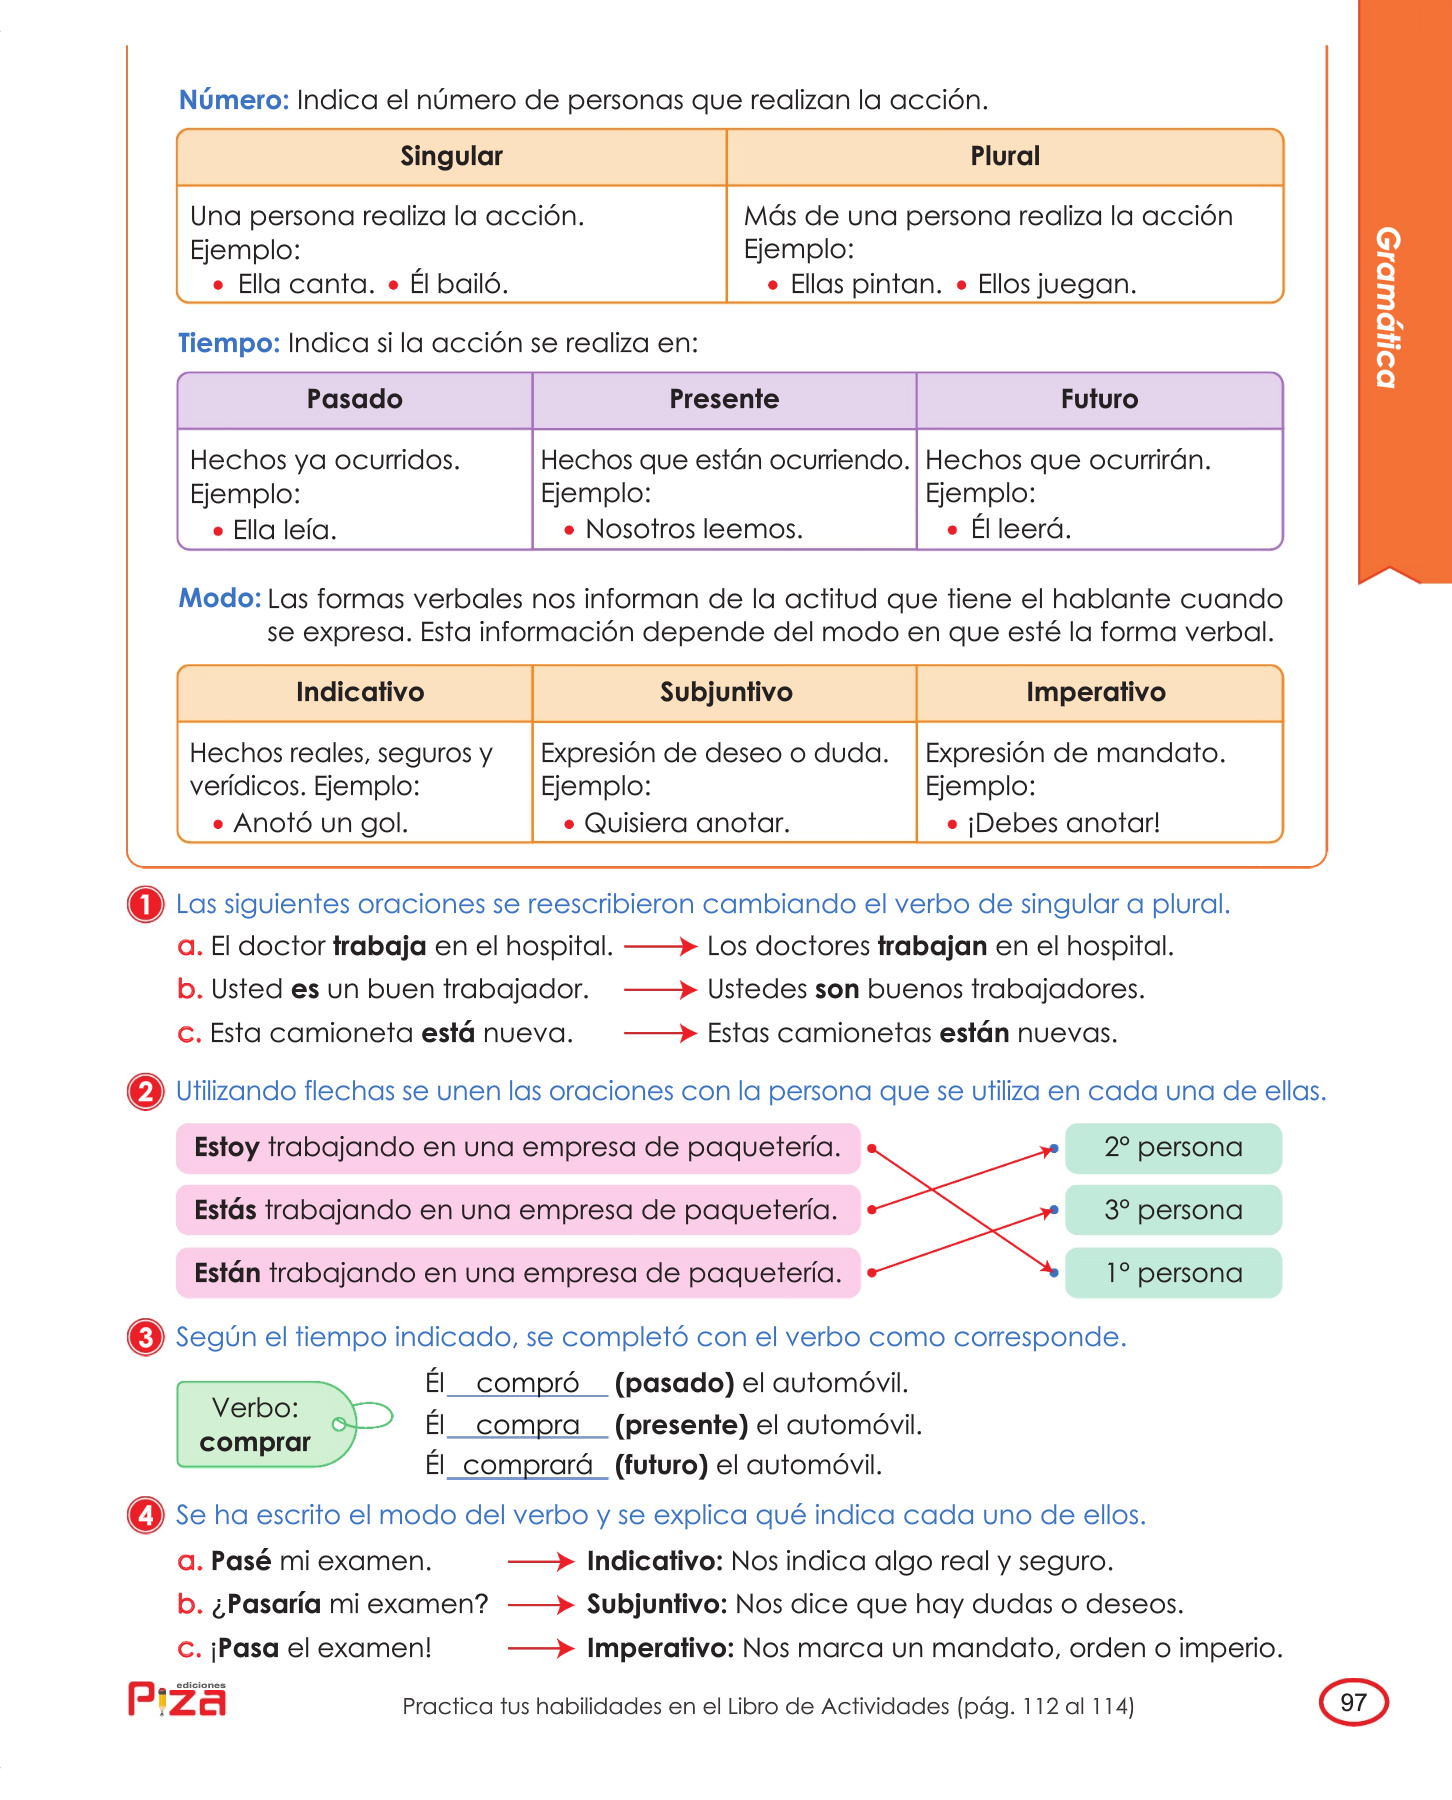 Número: Indica el número de personas que realizan la acción.
Singular
Plural
Una persona realiza la acción.
Ejemplo:
• Ella canta. • Él bailó.
Más de una persona realiza la acción
Ejemplo:
• Ellas pintan. • Ellos juegan.
Tiempo: Indica si la acción se realiza en:
Pasado
Presente
Futuro
Hechos ya ocurridos.
Ejemplo:
• Ella leía.
Hechos que están ocurriendo.
Ejemplo:
• Nosotros leemos.
Hechos que ocurrirán.
Ejemplo:
• Él leerá.
Modo: Las formas verbales nos informan de la actitud que tiene el hablante cuando
se expresa. Esta información depende del modo en que esté la forma verbal.
Indicativo
Subjuntivo
Imperativo
Hechos reales, seguros y
verídicos. Ejemplo:
• Anotó un gol.
Expresión de deseo o duda.
Ejemplo:
• Quisiera anotar.
Expresión de mandato.
Ejemplo:
• ¡Debes anotar!
Gramática
1 Las siguientes oraciones se reescribieron cambiando el verbo de singular a plural.
a. El doctor trabaja en el hospital. Los doctores trabajan en el hospital.
b. Usted es un buen trabajador. Ustedes son buenos trabajadores.
c. Esta camioneta está nueva. Estas camionetas están nuevas.
2 Utilizando flechas se unen las oraciones con la persona que se utiliza en cada una de ellas.
Estoy trabajando en una empresa de paquetería. 2° persona
Estás trabajando en una empresa de paquetería. 3° persona
Están trabajando en una empresa de paquetería. 1° persona
3 Según el tiempo indicado, se completó con el verbo como corresponde.
Verbo:
comprar
Él compró (pasado) el automóvil.
Él compra (presente) el automóvil.
Él comprará (futuro) el automóvil.
4 Se ha escrito el modo del verbo y se explica qué indica cada uno de ellos.
a. Pasé mi examen. Indicativo: Nos indica algo real y seguro.
b. ¿Pasaría mi examen? Subjuntivo: Nos dice que hay dudas o deseos.
c. ¡Pasa el examen! Imperativo: Nos marca un mandato, orden o imperio.
ediciones
Piza
Practica tus habilidades en el Libro de Actividades (pág. 112 al 114)
97